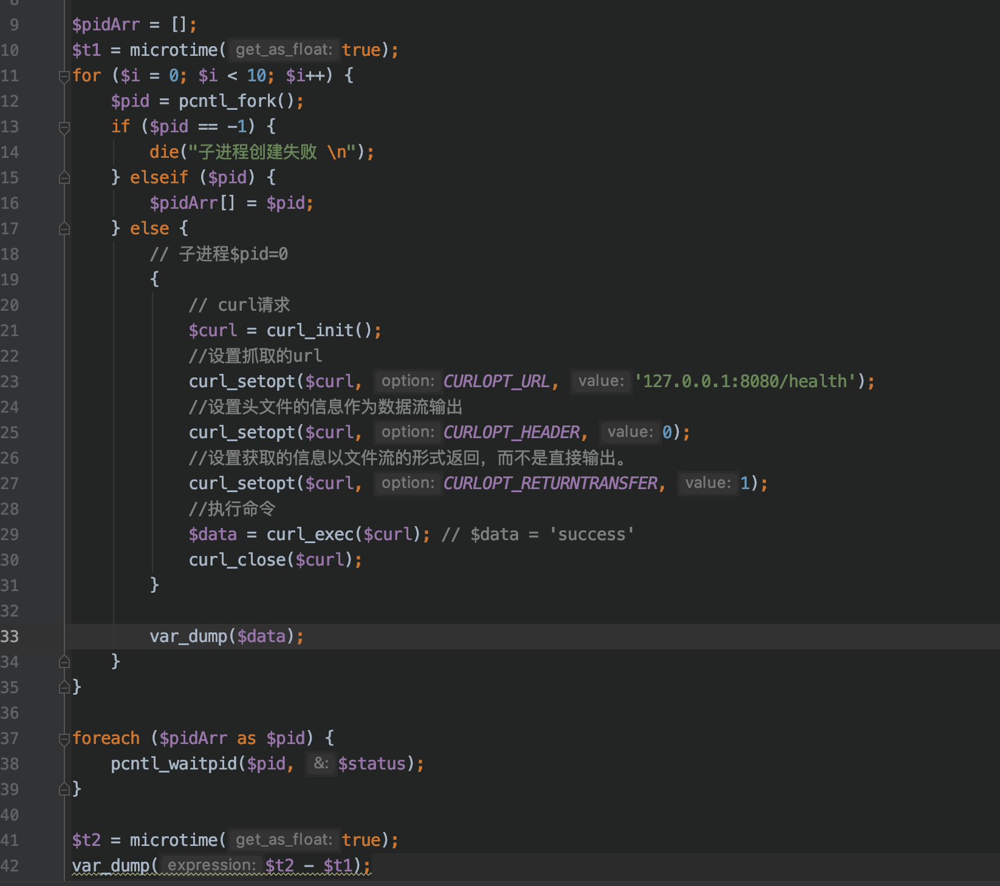 9 $pidArr = [];
10 $t1 = microtime( get_as_float: true);
11 for ($i = 0; $i < 10; $i++) {
12 $pid = pcntl_fork();
13 if ($pid == -1) {
14 die("子进程创建失败 \n");
15 } elseif ($pid) {
16 $pidArr[] = $pid;
17 } else {
18 // 子进程$pid=0
19 {
20 // curl请求
21 $curl = curl_init();
22 //设置抓取的url
23 curl_setopt($curl, option: CURLOPT_URL, value: '127.0.0.1:8080/health');
24 //设置头文件的信息作为数据流输出
25 curl_setopt($curl, option: CURLOPT_HEADER, value: 0);
26 //设置获取的信息以文件流的形式返回，而不是直接输出。
27 curl_setopt($curl, option: CURLOPT_RETURNTRANSFER, value: 1);
28 //执行命令
29 $data = curl_exec($curl); // $data = 'success'
30 curl_close($curl);
31 }
32
33 var_dump($data);
34 }
35 }
36
37 foreach ($pidArr as $pid) {
38 pcntl_waitpid($pid, &: $status);
39 }
40
41 $t2 = microtime( get_as_float: true);
42 var_dump( expression: $t2 - $t1);